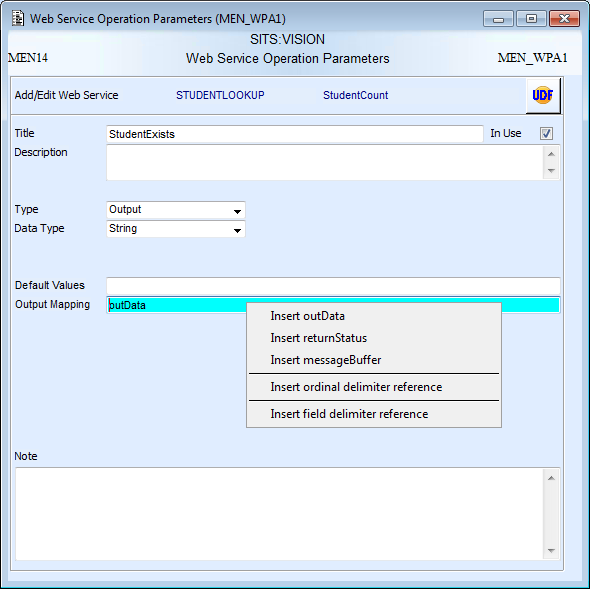 Web Service Operation Parameters (MEN_WPA1)
SITS:VISION
MEN14 Web Service Operation Parameters MEN_WPA1
Add/Edit Web Service STUDENTLOOKUP StudentCount UDF
Title StudentExists In Use
Description
Type Output
Data Type String
Default Values
Output Mapping outData
Insert outData
Insert returnStatus
Insert messageBuffer
Insert ordinal delimiter reference
Insert field delimiter reference
Note